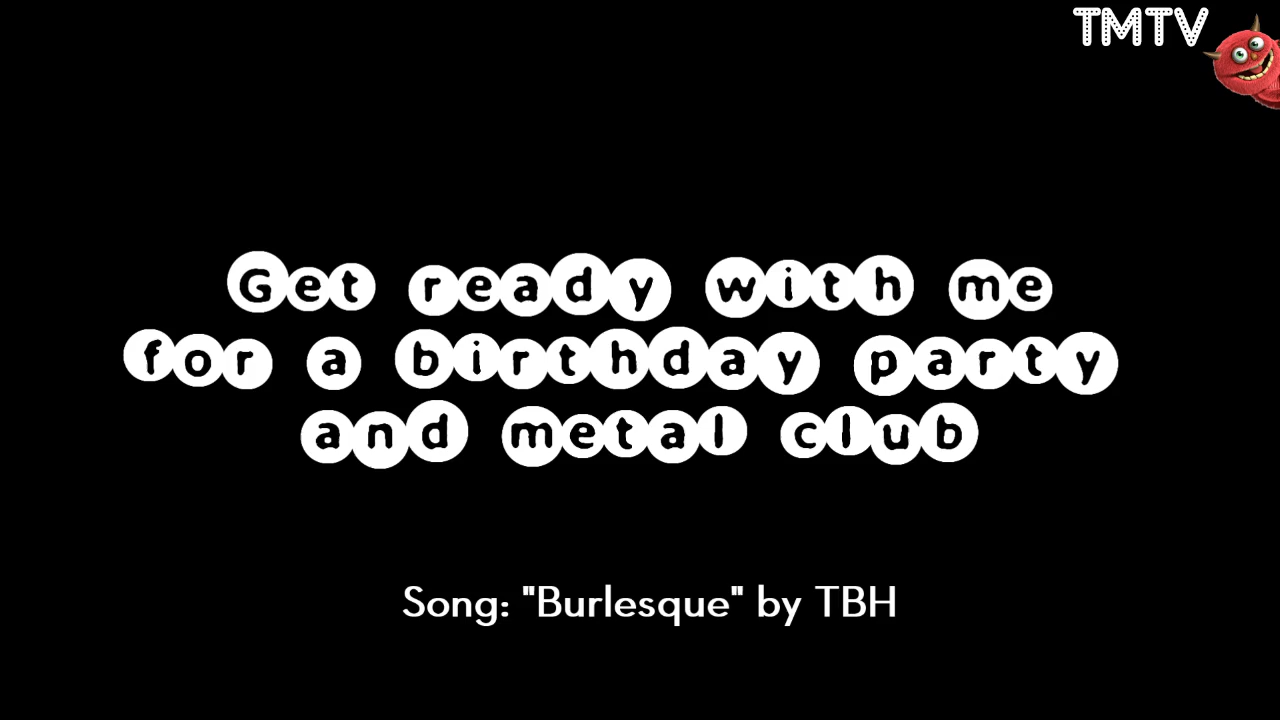 TMTV
Get ready with me
for a birthday party
and metal club
Song: "Burlesque" by TBH